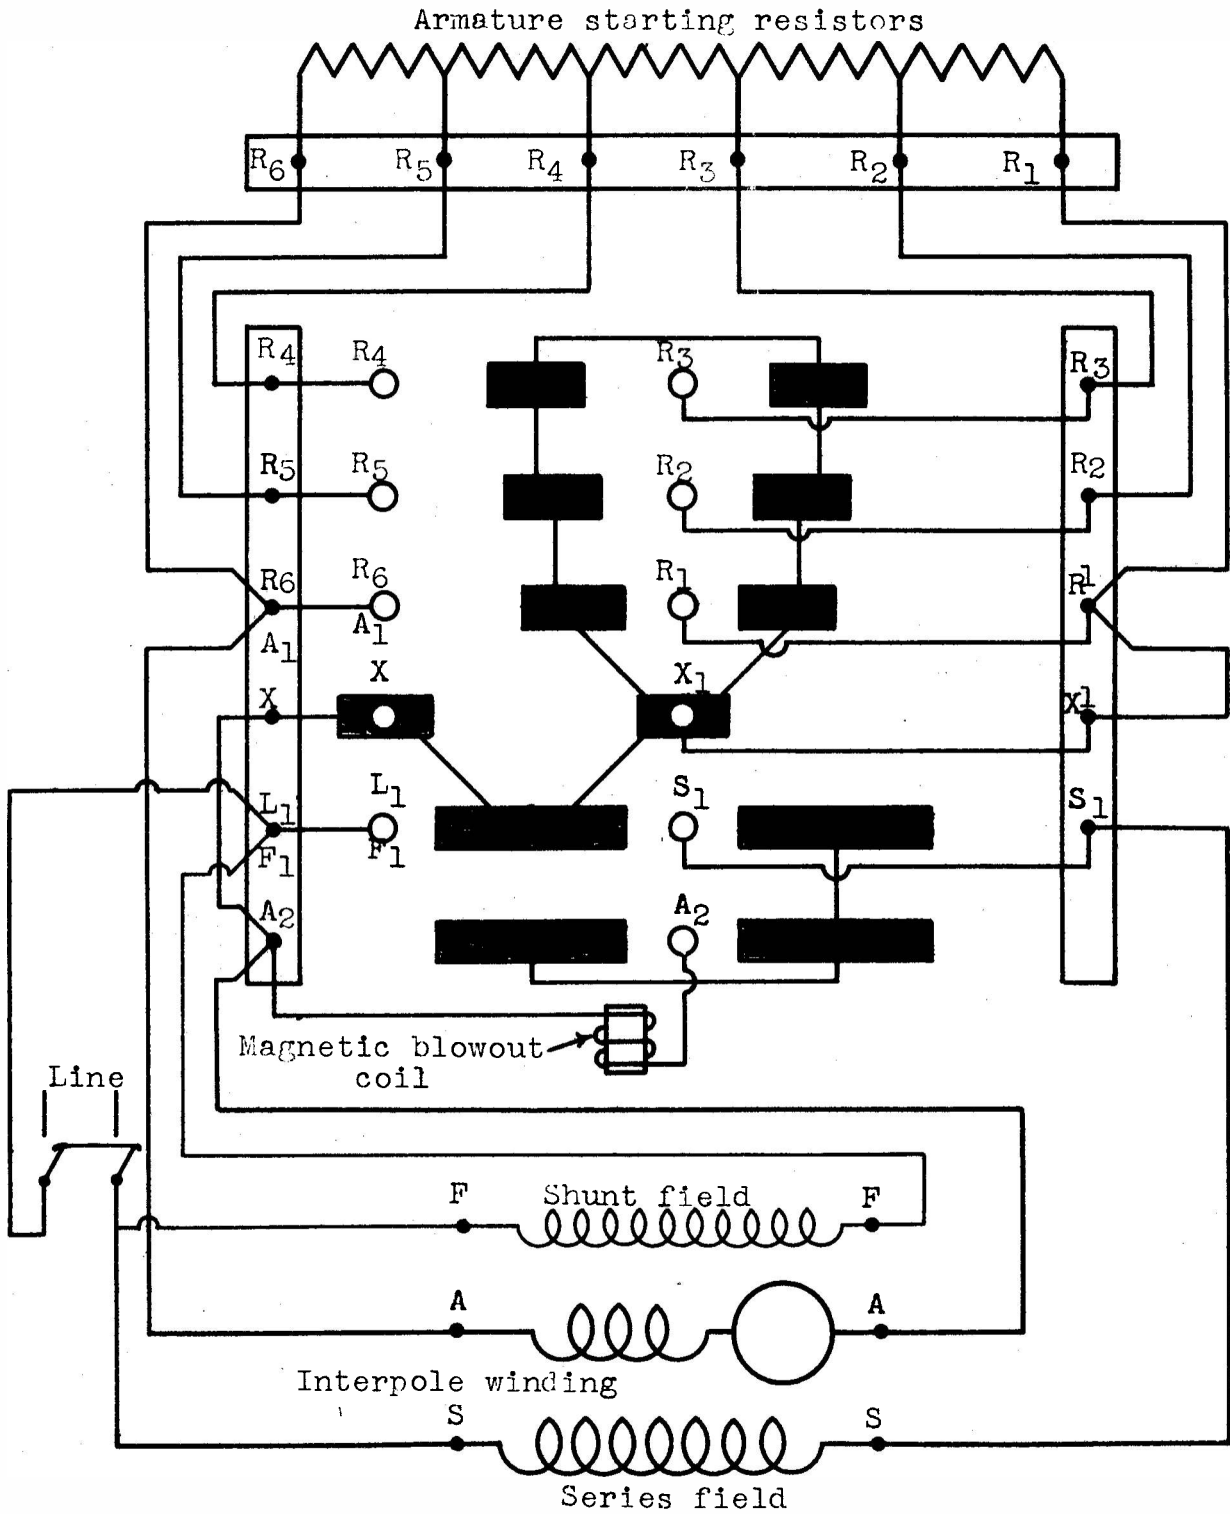 Armature starting resistors
R6 R5 R4 R3 R2 R1
R4 R4 R3 R3
R5 R5 R2 R2
R6 R6 R1 R1
A1 A1
X X X1 X1
L1 L1 S1 S1
F1 F1
A2 A2
Magnetic blowout
coil
Line
F Shunt field F
A A
Interpole winding
S S
Series field